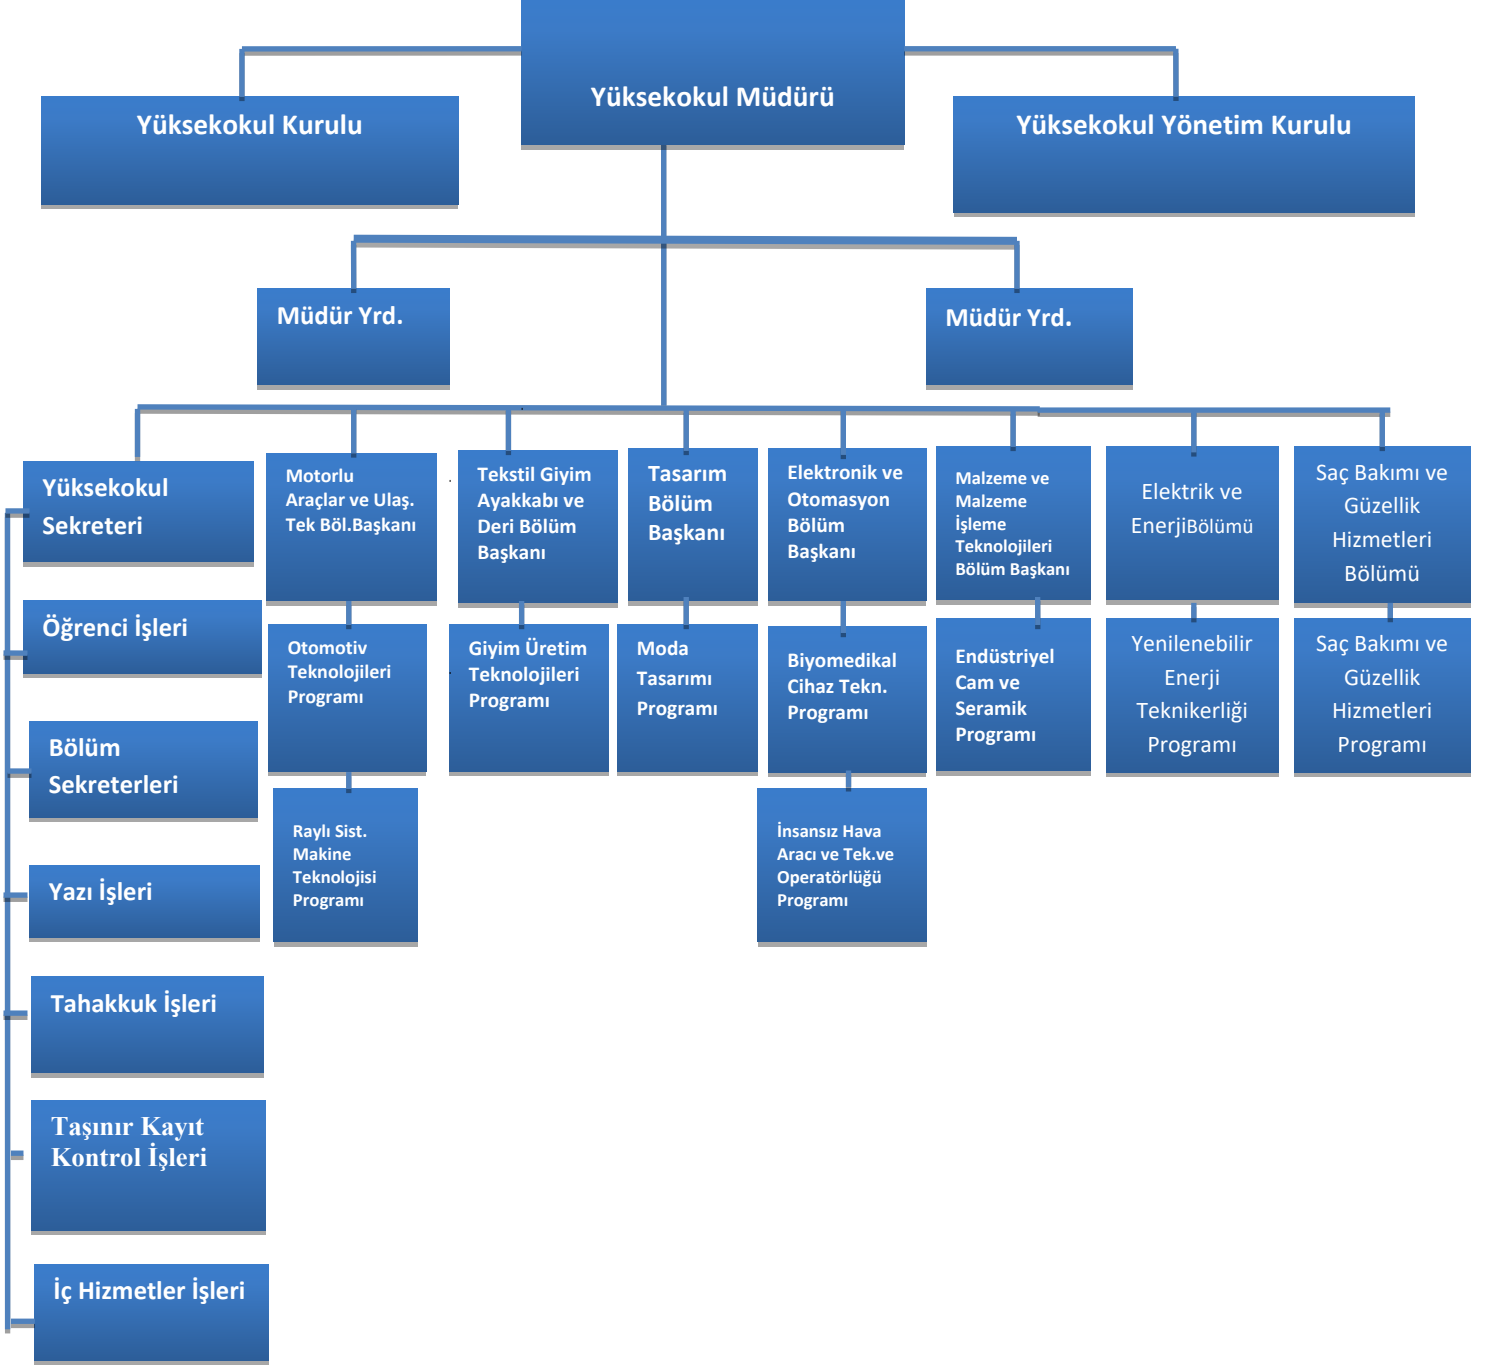 Yüksekokul Müdürü
Yüksekokul Kurulu
Yüksekokul Yönetim Kurulu
Müdür Yrd.
Müdür Yrd.
Yüksekokul
Sekreteri
Motorlu
Araçlar ve Ulaş.
Tek Böl.Başkanı
Tekstil Giyim
Ayakkabı ve
Deri Bölüm
Başkanı
Tasarım
Bölüm
Başkanı
Elektronik ve
Otomasyon
Bölüm
Başkanı
Malzeme ve
Malzeme
İşleme
Teknolojileri
Bölüm Başkanı
Elektrik ve
EnerjiBölümü
Saç Bakımı ve
Güzellik
Hizmetleri
Bölümü
Öğrenci İşleri
Otomotiv
Teknolojileri
Programı
Giyim Üretim
Teknolojileri
Programı
Moda
Tasarımı
Programı
Biyomedikal
Cihaz Tekn.
Programı
Endüstriyel
Cam ve
Seramik
Programı
Yenilenebilir
Enerji
Teknikerliği
Programı
Saç Bakımı ve
Güzellik
Hizmetleri
Programı
Bölüm
Sekreterleri
Raylı Sist.
Makine
Teknolojisi
Programı
İnsansız Hava
Aracı ve Tek.ve
Operatörlüğü
Programı
Yazı İşleri
Tahakkuk İşleri
Taşınır Kayıt
Kontrol İşleri
İç Hizmetler İşleri